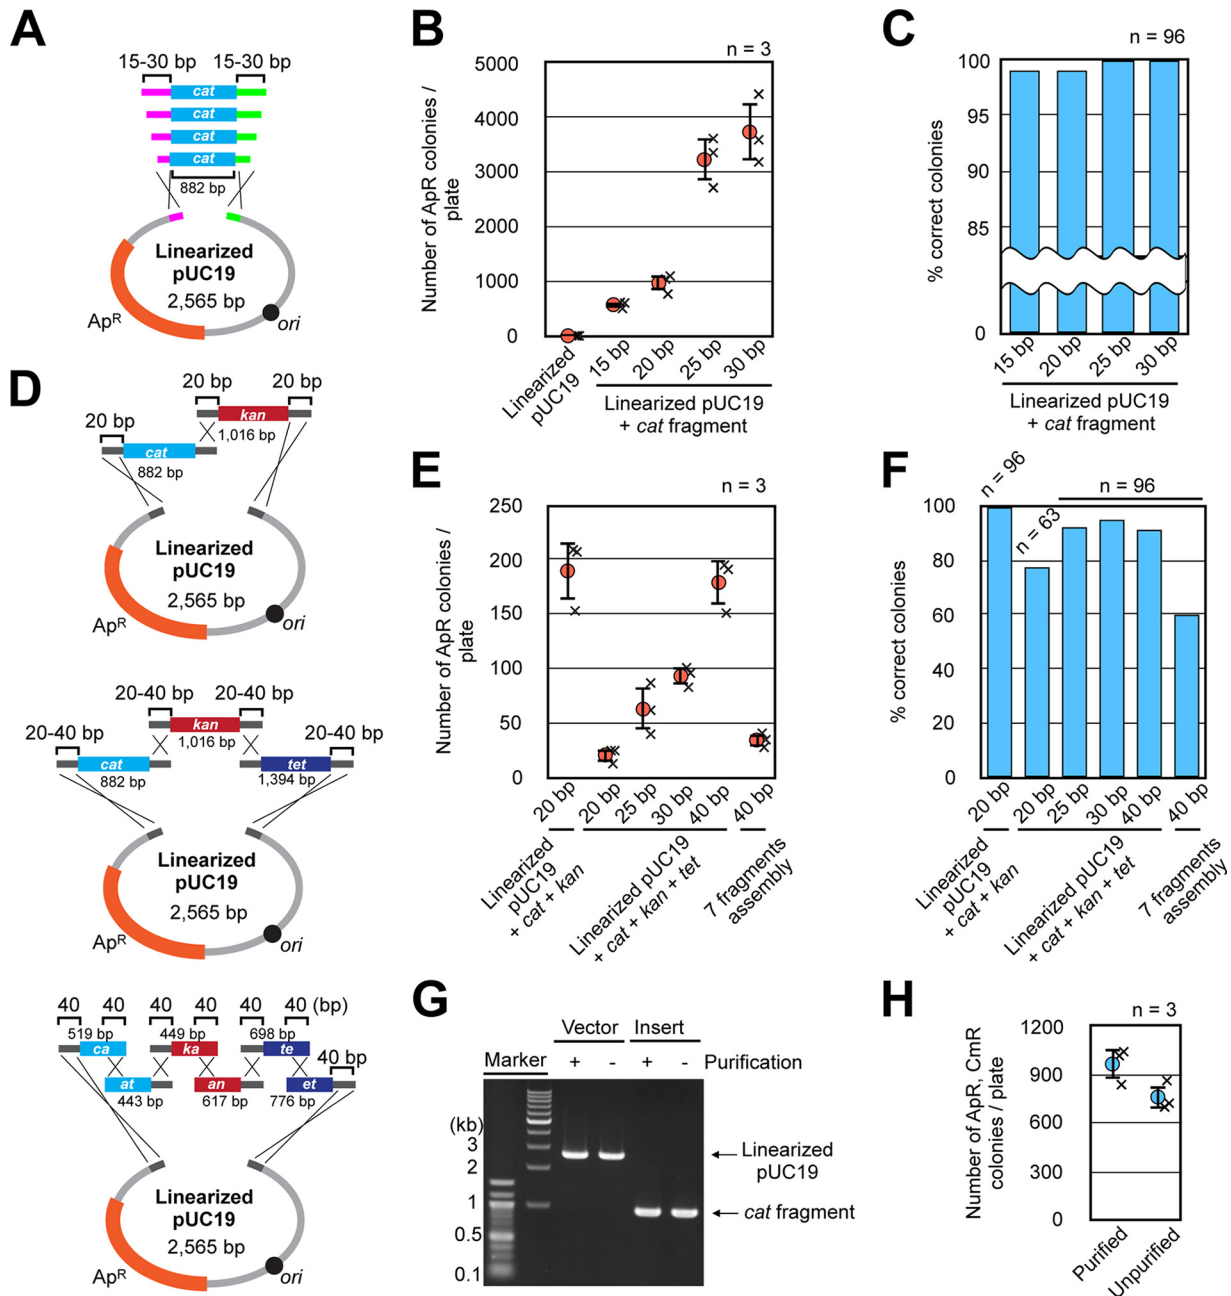 A
15-30 bp 15-30 bp
cat
cat
cat
cat
882 bp
Linearized
pUC19
2,565 bp
ApR
ori
B
n = 3
Number of ApR colonies /
plate
5000
4000
3000
2000
1000
0
Linearized
pUC19
15 bp
20 bp
25 bp
30 bp
Linearized pUC19
+ cat fragment
C
n = 96
% correct colonies
100
95
90
85
0
15 bp
20 bp
25 bp
30 bp
Linearized pUC19
+ cat fragment
D
20 bp 20 bp
kan
1,016 bp
20 bp
cat
882 bp
Linearized
pUC19
2,565 bp
ApR
ori
20-40 bp 20-40 bp
kan
1,016 bp
20-40 bp 20-40 bp
cat tet
882 bp 1,394 bp
Linearized
pUC19
2,565 bp
ApR
ori
40 40 40 40 40 40 (bp)
519 bp 449 bp 698 bp
ca ka te
40 bp
at an et
443 bp 617 bp 776 bp
Linearized
pUC19
2,565 bp
ApR
ori
E
n = 3
Number of ApR colonies /
plate
250
200
150
100
50
0
20 bp
20 bp
25 bp
30 bp
40 bp
40 bp
Linearized
pUC19
+ cat + kan
Linearized pUC19
+ cat + kan + tet
7 fragments
assembly
F
n = 96
n = 63
n = 96
% correct colonies
100
80
60
40
20
0
20 bp
20 bp
25 bp
30 bp
40 bp
40 bp
Linearized
pUC19
+ cat + kan
Linearized pUC19
+ cat + kan + tet
7 fragments
assembly
G
Vector Insert
Marker + - + - Purification
(kb)
3
2
1
0.5
0.1
Linearized
pUC19
cat fragment
H
n = 3
Number of ApR, CmR
colonies / plate
1200
900
600
300
0
Purified
Unpurified